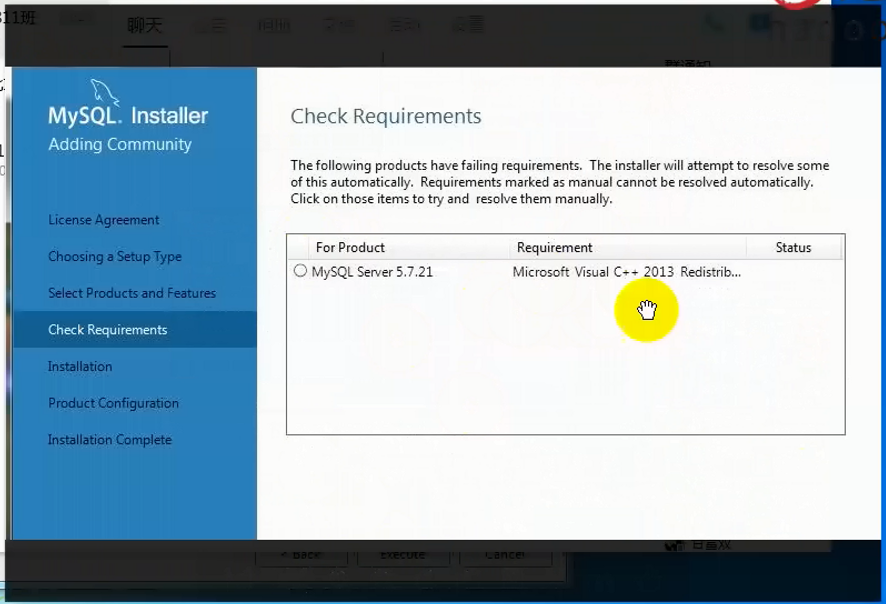 11班
聊天
MySQL. Installer
Adding Community
License Agreement
Choosing a Setup Type
Select Products and Features
Check Requirements
Installation
Product Configuration
Installation Complete
Check Requirements
The following products have failing requirements. The installer will attempt to resolve some
of this automatically. Requirements marked as manual cannot be resolved automatically.
Click on those items to try and resolve them manually.
For Product Requirement Status
MySQL Server 5.7.21 Microsoft Visual C++ 2013 Redistrib...
< Back Execute Cancel